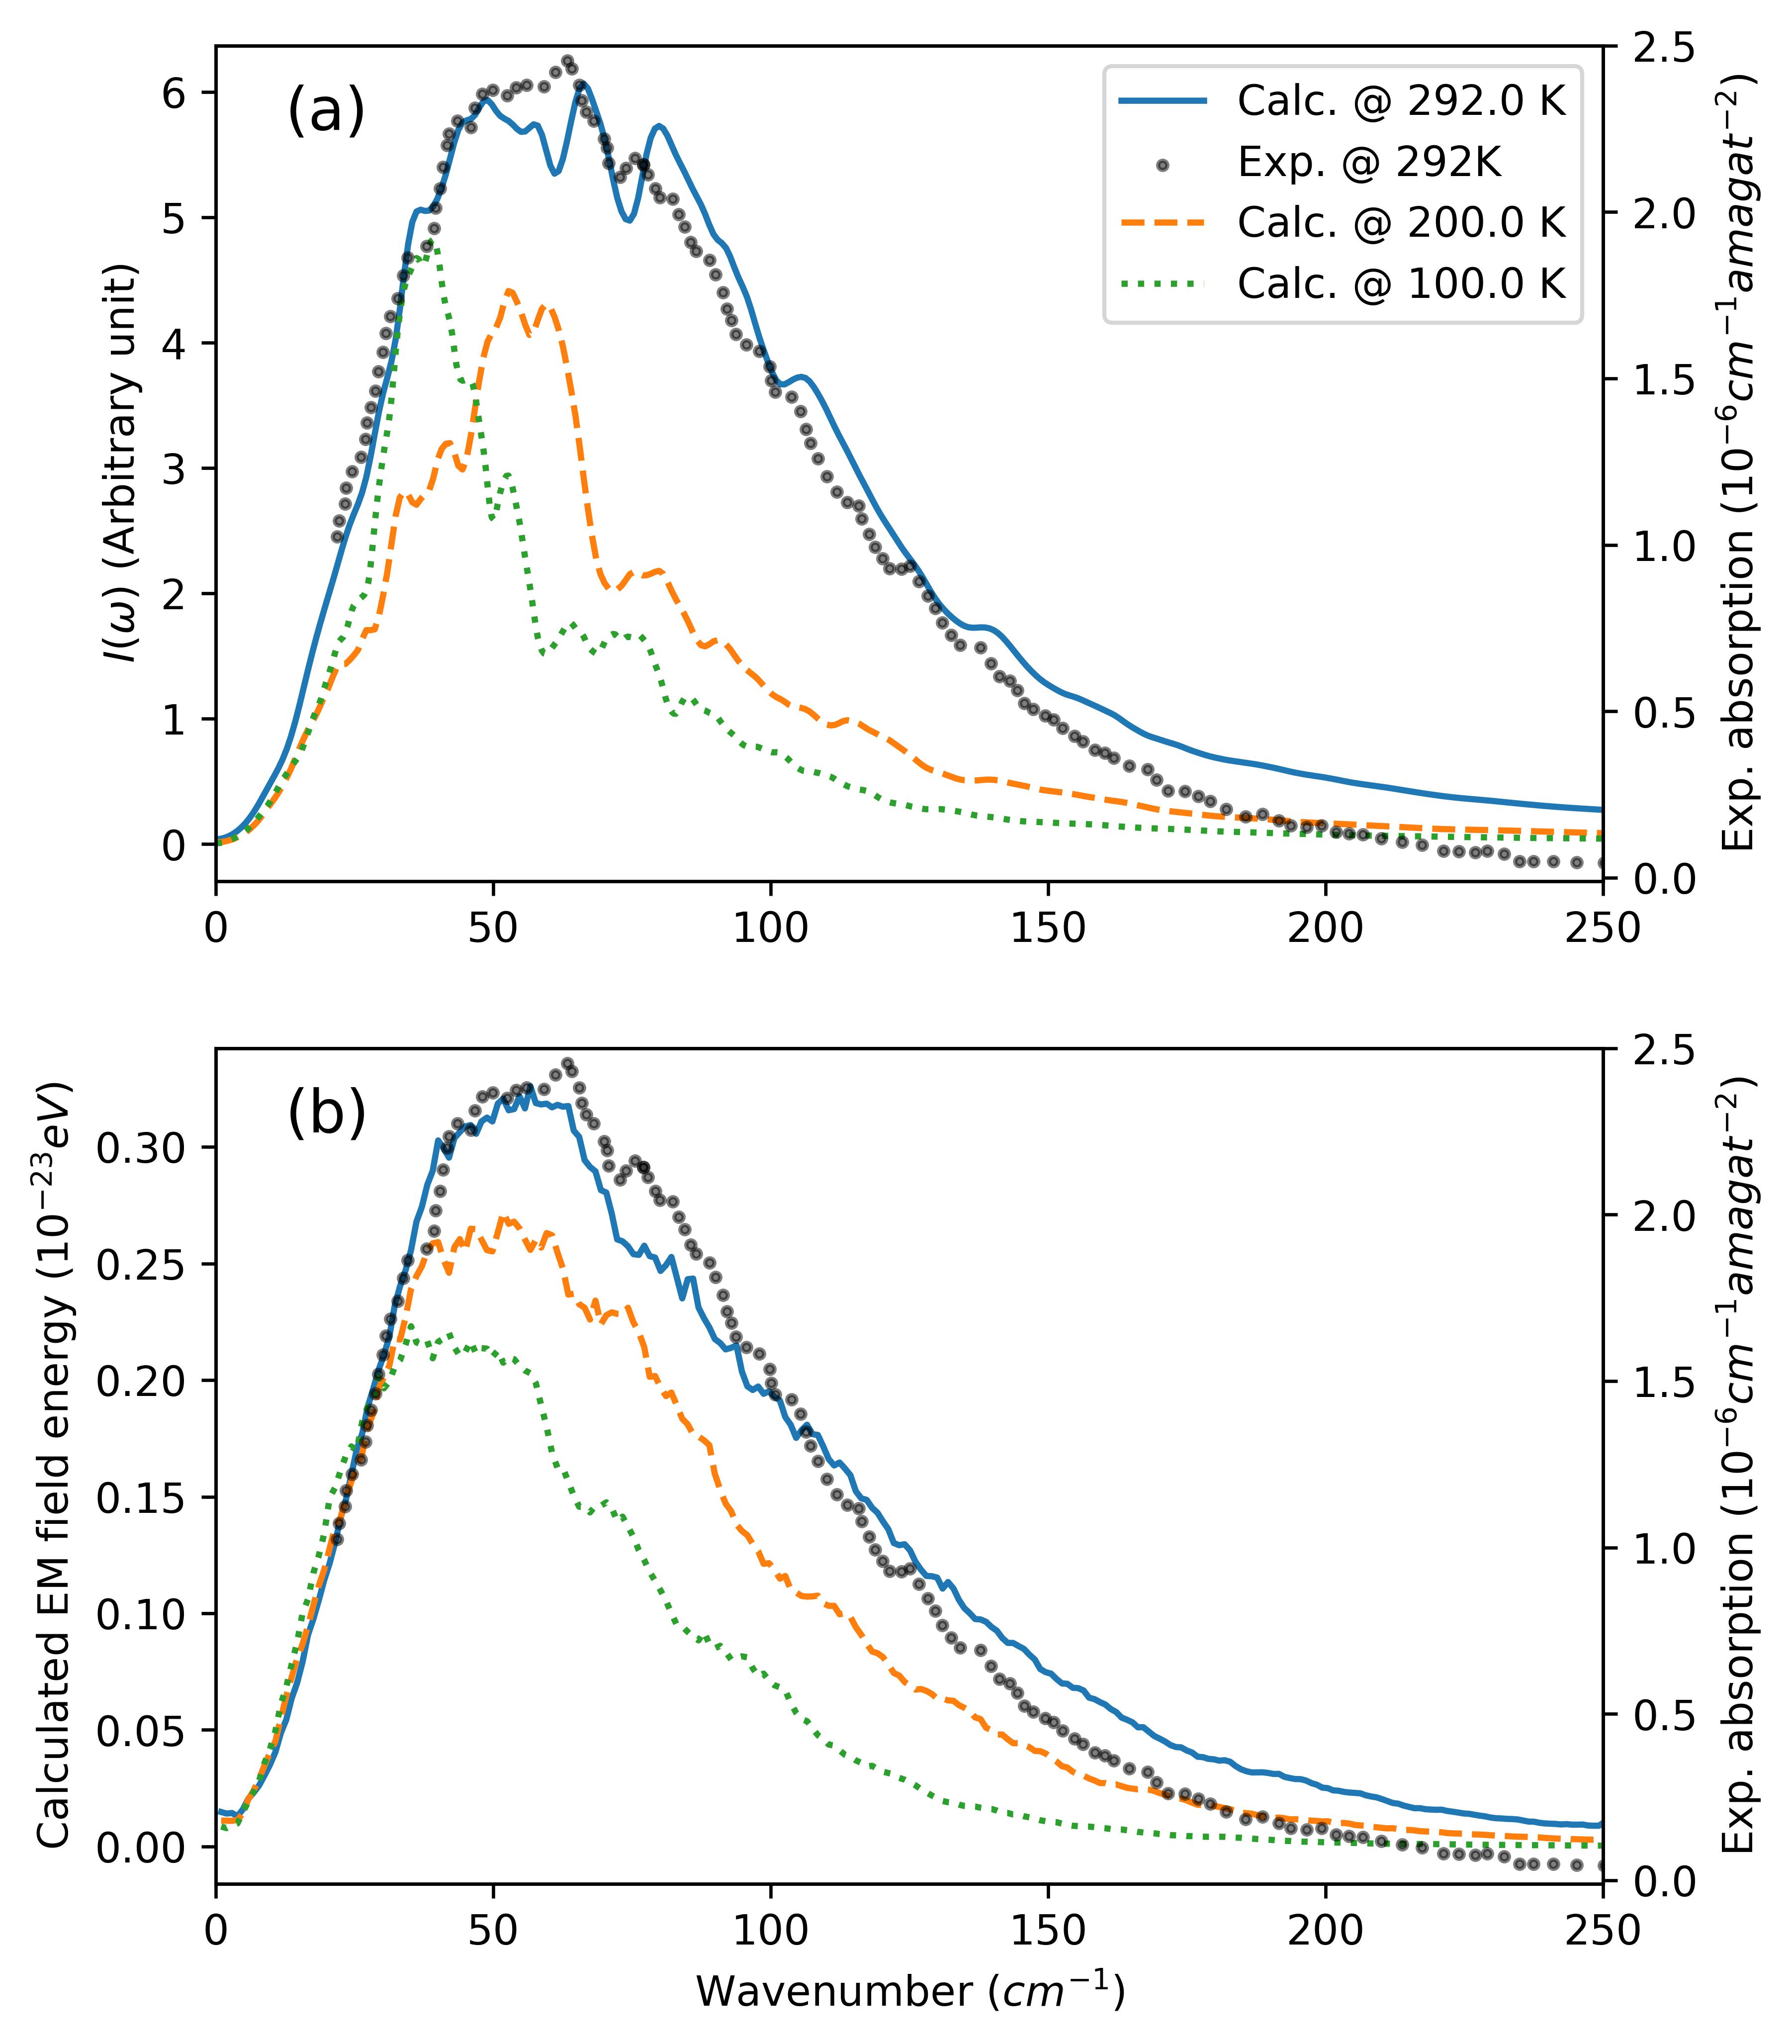 (a)
Calc. @ 292.0 K
Exp. @ 292K
Calc. @ 200.0 K
Calc. @ 100.0 K
I(ω) (Arbitrary unit)
6
5
4
3
2
1
0
0 50 100 150 200 250
2.5
2.0
1.5
1.0
0.5
0.0
Exp. absorption (10⁻⁶cm⁻¹amagat⁻²)
(b)
Calculated EM field energy (10⁻²³eV)
0.30
0.25
0.20
0.15
0.10
0.05
0.00
0 50 100 150 200 250
Wavenumber (cm⁻¹)
2.5
2.0
1.5
1.0
0.5
0.0
Exp. absorption (10⁻⁶cm⁻¹amagat⁻²)